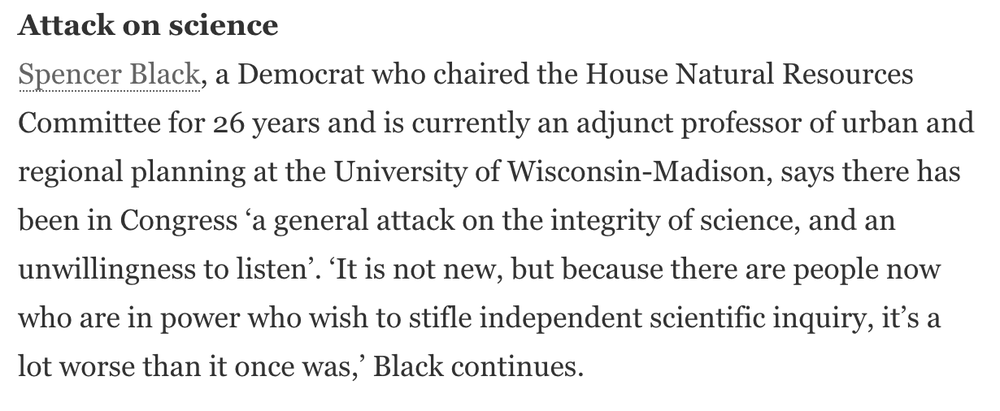 Attack on science
Spencer Black, a Democrat who chaired the House Natural Resources
Committee for 26 years and is currently an adjunct professor of urban and
regional planning at the University of Wisconsin-Madison, says there has
been in Congress ‘a general attack on the integrity of science, and an
unwillingness to listen’. ‘It is not new, but because there are people now
who are in power who wish to stifle independent scientific inquiry, it’s a
lot worse than it once was,’ Black continues.